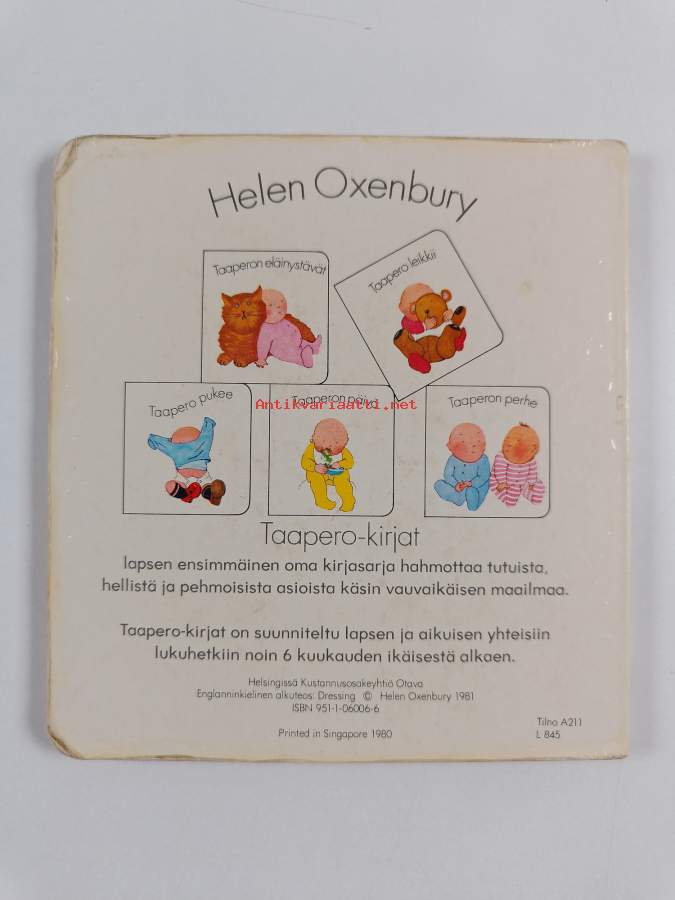 Helen Oxenbury
Taaperon eläinystävät
Taapero leikkii
Taapero pukee
Taaperon päivä
Antikvariaatti.net
Taaperon perhe
Taapero-kirjat
lapsen ensimmäinen oma kirjasarja hahmottaa tutuista,
hellistä ja pehmoisista asioista käsin vauvaikäisen maailmaa.
Taapero-kirjat on suunniteltu lapsen ja aikuisen yhteisiin
lukuhetkiin noin 6 kuukauden ikäisestä alkaen.
Helsingissä Kustannusosakeyhtiö Otava
Englanninkielinen alkuteos: Dressing © Helen Oxenbury 1981
ISBN 951-1-06006-6
Printed in Singapore 1980
Tilno A211
L 845